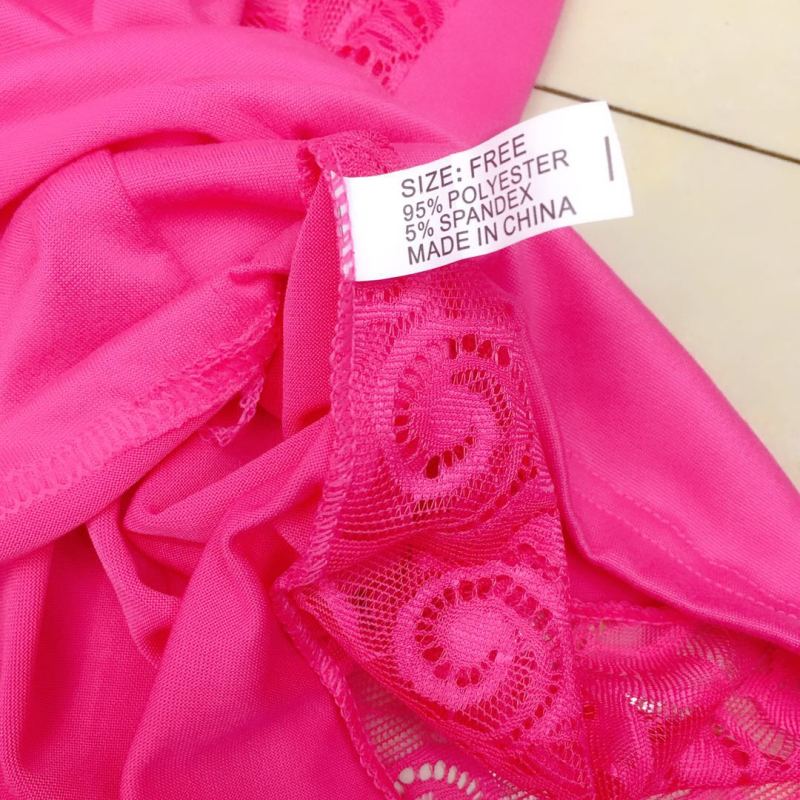 SIZE: FREE
95% POLYESTER
5% SPANDEX
MADE IN CHINA